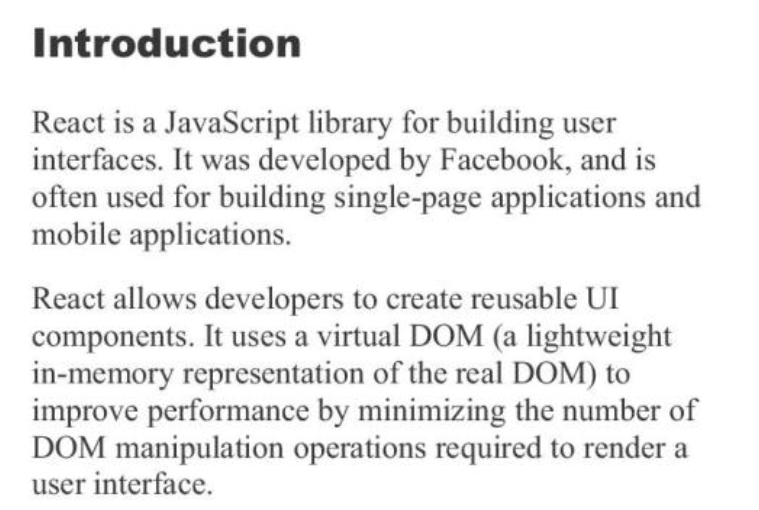 Introduction
React is a JavaScript library for building user
interfaces. It was developed by Facebook, and is
often used for building single-page applications and
mobile applications.
React allows developers to create reusable UI
components. It uses a virtual DOM (a lightweight
in-memory representation of the real DOM) to
improve performance by minimizing the number of
DOM manipulation operations required to render a
user interface.